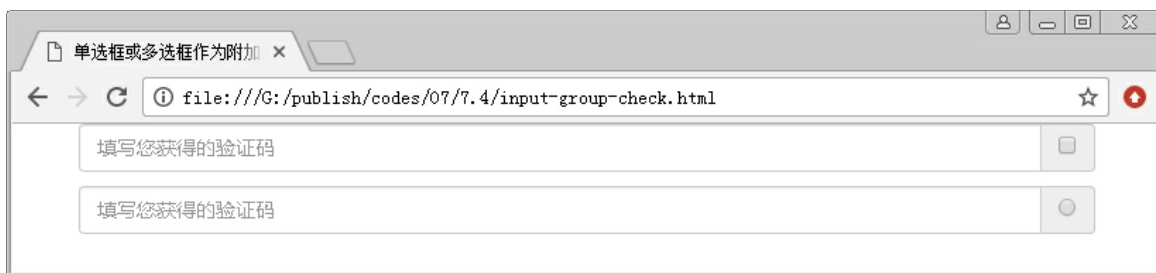 单选框或多选框作为附加
file:///G:/publish/codes/07/7.4/input-group-check.html
填写您获得的验证码
填写您获得的验证码